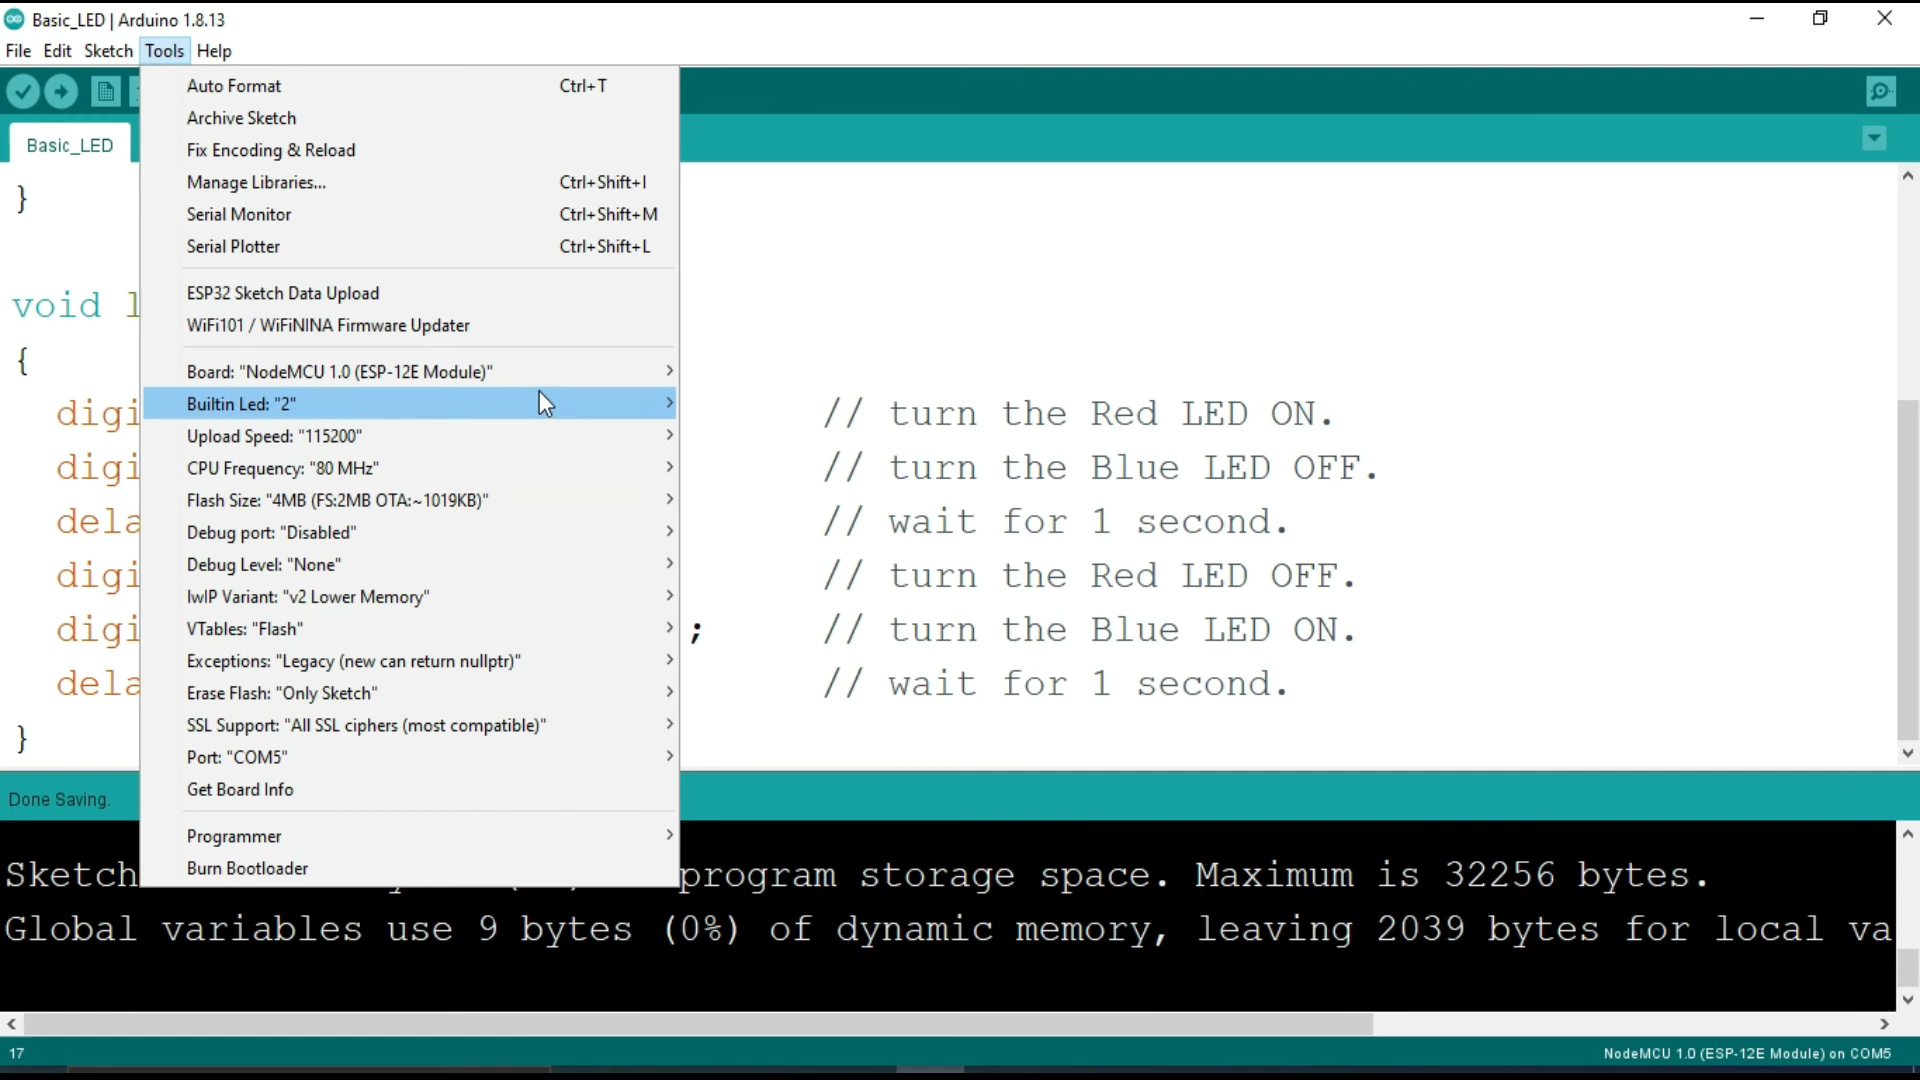 Basic_LED | Arduino 1.8.13
File Edit Sketch Tools Help
Auto Format Ctrl+T
Archive Sketch
Fix Encoding & Reload
Manage Libraries... Ctrl+Shift+I
Serial Monitor Ctrl+Shift+M
Serial Plotter Ctrl+Shift+L
ESP32 Sketch Data Upload
WiFi101 / WiFiNINA Firmware Updater
Board: "NodeMCU 1.0 (ESP-12E Module)"
Builtin Led: "2"
Upload Speed: "115200"
CPU Frequency: "80 MHz"
Flash Size: "4MB (FS:2MB OTA:~1019KB)"
Debug port: "Disabled"
Debug Level: "None"
lwIP Variant: "v2 Lower Memory"
VTables: "Flash"
Exceptions: "Legacy (new can return nullptr)"
Erase Flash: "Only Sketch"
SSL Support: "All SSL ciphers (most compatible)"
Port: "COM5"
Get Board Info
Programmer
Burn Bootloader
Basic_LED
}
void l
{
digi // turn the Red LED ON.
digi // turn the Blue LED OFF.
dela // wait for 1 second.
digi // turn the Red LED OFF.
digi ; // turn the Blue LED ON.
dela // wait for 1 second.
}
Done Saving.
Sketch program storage space. Maximum is 32256 bytes.
Global variables use 9 bytes (0%) of dynamic memory, leaving 2039 bytes for local va
17 NodeMCU 1.0 (ESP-12E Module) on COM5